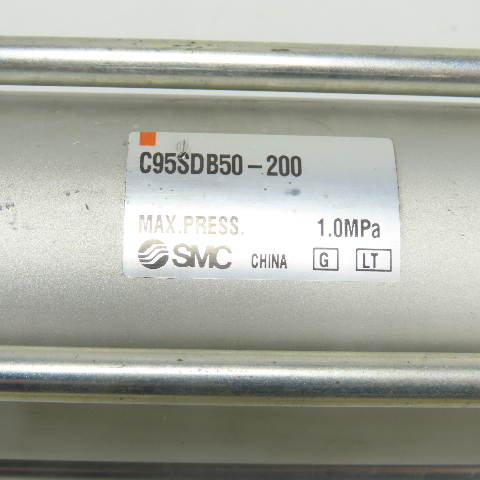 C95SDB50-200
MAX.PRESS. 1.0MPa
SMC CHINA G LT